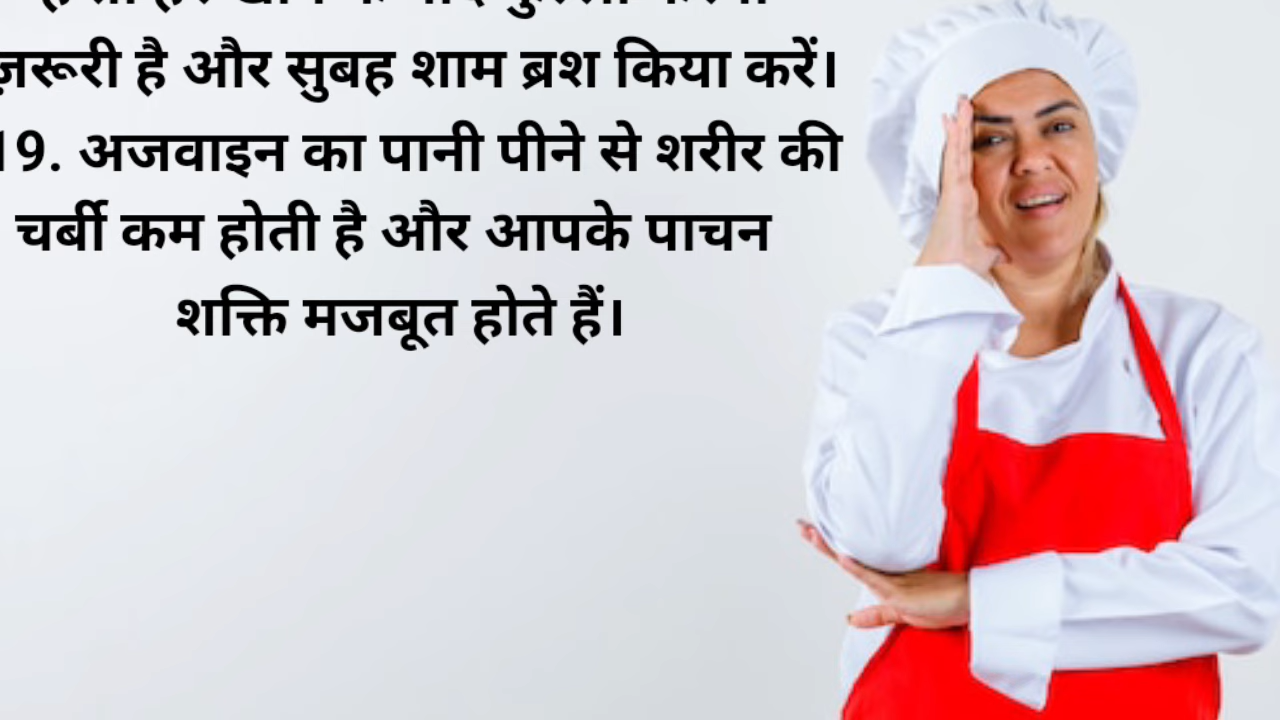 ज़रूरी है और सुबह शाम ब्रश किया करें।
19. अजवाइन का पानी पीने से शरीर की
चर्बी कम होती है और आपके पाचन
शक्ति मजबूत होते हैं।